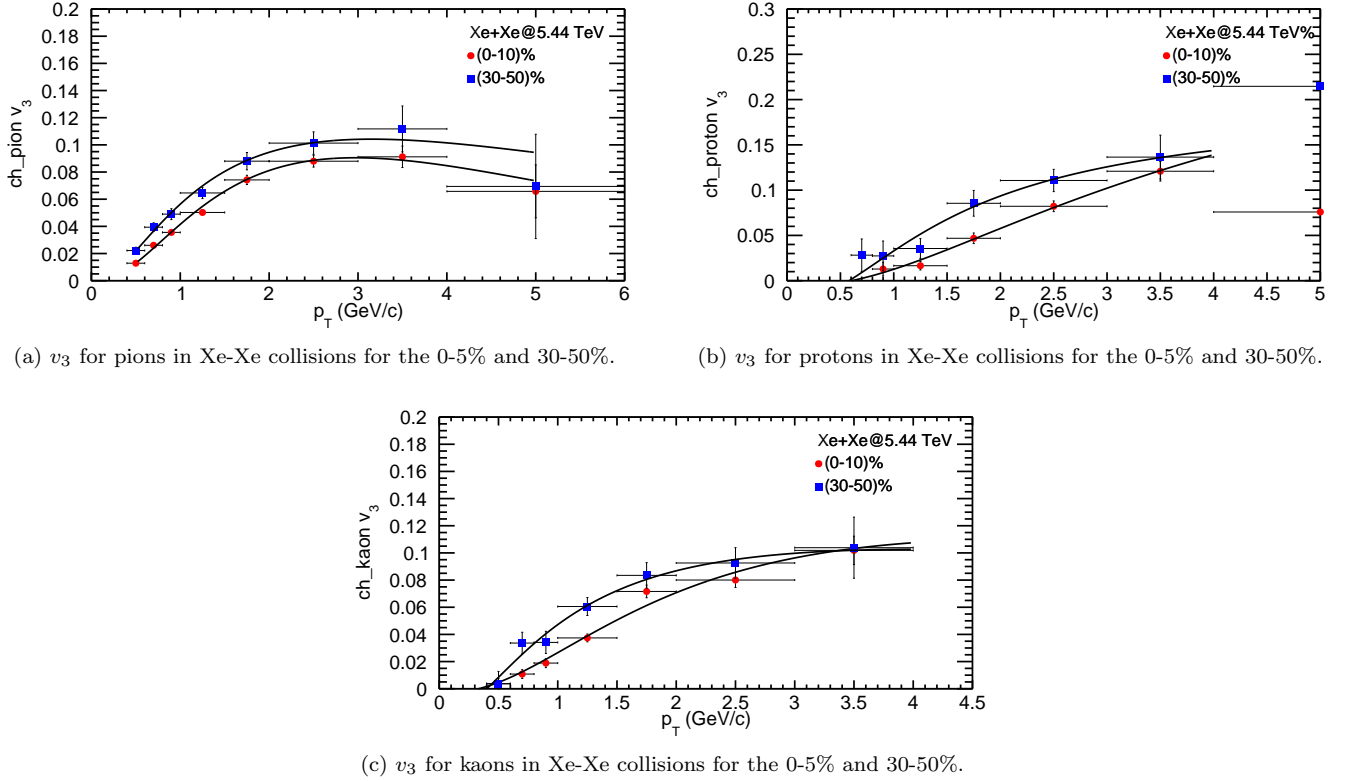 0.2
0.18
0.16
0.14
0.12
0.1
0.08
0.06
0.04
0.02
0
ch_pion v3
Xe+Xe@5.44 TeV
(0-10)%
(30-50)%
0 1 2 3 4 5 6
pT (GeV/c)
(a) v3 for pions in Xe-Xe collisions for the 0-5% and 30-50%.
0.3
0.25
0.2
0.15
0.1
0.05
0
ch_proton v3
Xe+Xe@5.44 TeV%
(0-10)%
(30-50)%
0 0.5 1 1.5 2 2.5 3 3.5 4 4.5 5
pT (GeV/c)
(b) v3 for protons in Xe-Xe collisions for the 0-5% and 30-50%.
0.2
0.18
0.16
0.14
0.12
0.1
0.08
0.06
0.04
0.02
0
ch_kaon v3
Xe+Xe@5.44 TeV
(0-10)%
(30-50)%
0 0.5 1 1.5 2 2.5 3 3.5 4 4.5
pT (GeV/c)
(c) v3 for kaons in Xe-Xe collisions for the 0-5% and 30-50%.